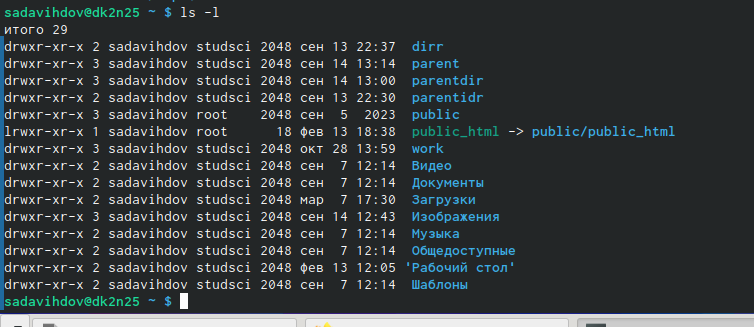 sadavihdov@dk2n25 ~ $ ls -l
итого 29
drwxr-xr-x 2 sadavihdov studsci 2048 сен 13 22:37  dirr
drwxr-xr-x 3 sadavihdov studsci 2048 сен 14 13:14  parent
drwxr-xr-x 3 sadavihdov studsci 2048 сен 14 13:00  parentdir
drwxr-xr-x 2 sadavihdov studsci 2048 сен 13 22:30  parentidr
drwxr-xr-x 3 sadavihdov root    2048 сен  5  2023  public
lrwxr-xr-x 1 sadavihdov root      18 фев 13 18:38  public_html -> public/public_html
drwxr-xr-x 3 sadavihdov studsci 2048 окт 28 13:59  work
drwxr-xr-x 2 sadavihdov studsci 2048 сен  7 12:14  Видео
drwxr-xr-x 2 sadavihdov studsci 2048 сен  7 12:14  Документы
drwxr-xr-x 2 sadavihdov studsci 2048 мар  7 17:30  Загрузки
drwxr-xr-x 3 sadavihdov studsci 2048 сен 14 12:43  Изображения
drwxr-xr-x 2 sadavihdov studsci 2048 сен  7 12:14  Музыка
drwxr-xr-x 2 sadavihdov studsci 2048 сен  7 12:14  Общедоступные
drwxr-xr-x 2 sadavihdov studsci 2048 фев 13 12:05 'Рабочий стол'
drwxr-xr-x 2 sadavihdov studsci 2048 сен  7 12:14  Шаблоны
sadavihdov@dk2n25 ~ $